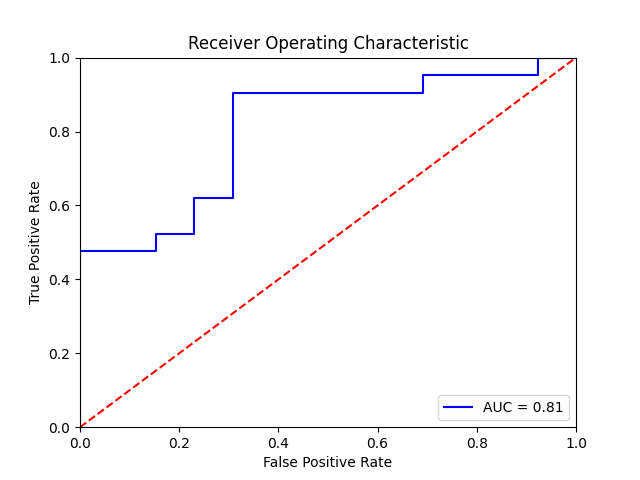 Receiver Operating Characteristic
True Positive Rate
1.0
0.8
0.6
0.4
0.2
0.0
AUC = 0.81
0.0 0.2 0.4 0.6 0.8 1.0
False Positive Rate